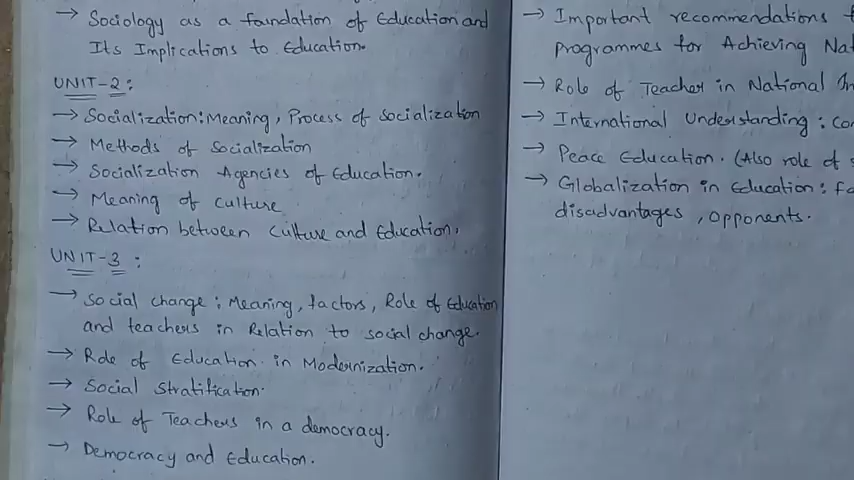 → Sociology as a foundation of Education and
Its Implications to Education.
UNIT-2:
→ Socialization: Meaning, Process of socialization
→ Methods of Socialization
→ Socialization Agencies of Education.
→ Meaning of culture
→ Relation between culture and Education.
UNIT-3:
→ Social change: Meaning, factors, Role of Education
and teachers in Relation to social change.
→ Role of Education in Modernization.
→ Social Stratification.
→ Role of Teachers in a democracy.
→ Democracy and Education.
→ Important recommendations
programmes for Achieving
→ Role of Teacher in National
→ International Understanding:
→ Peace Education. (Also role of
→ Globalization in Education:
disadvantages, opponents.